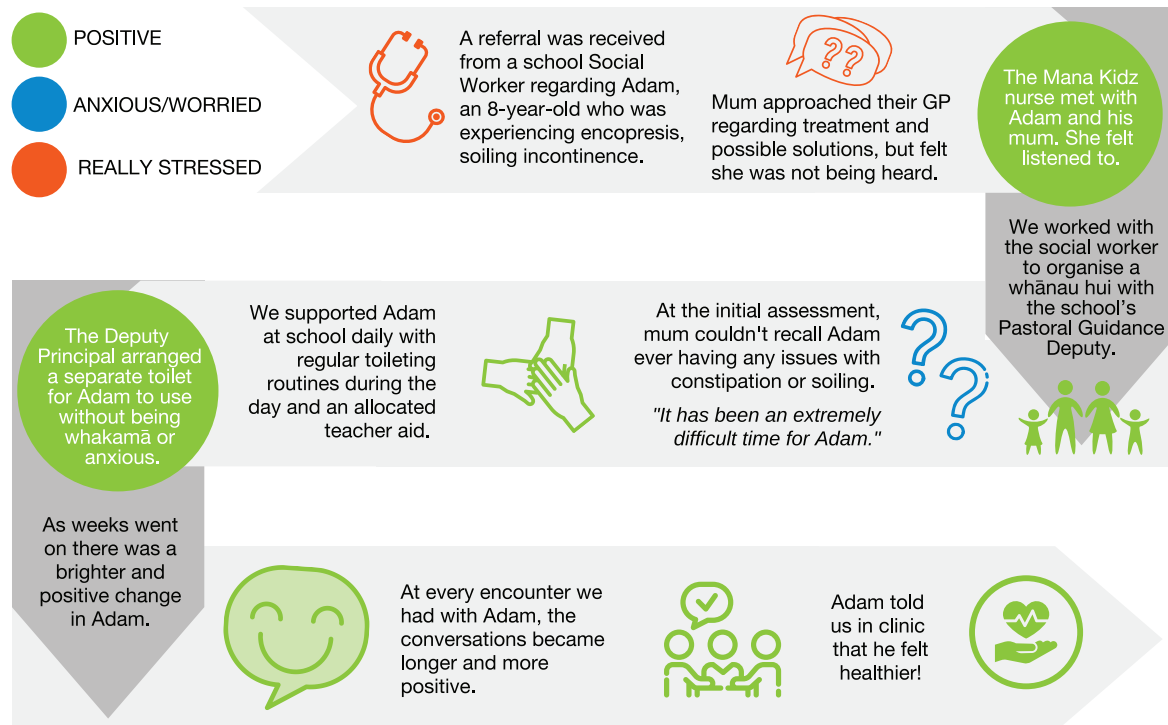 POSITIVE
ANXIOUS/WORRIED
REALLY STRESSED
A referral was received
from a school Social
Worker regarding Adam,
an 8-year-old who was
experiencing encopresis,
soiling incontinence.
??
Mum approached their GP
regarding treatment and
possible solutions, but felt
she was not being heard.
The Mana Kidz
nurse met with
Adam and his
mum. She felt
listened to.
We worked with
the social worker
to organise a
whānau hui with
the school's
Pastoral Guidance
Deputy.
At the initial assessment,
mum couldn't recall Adam
ever having any issues with
constipation or soiling.
"It has been an extremely
difficult time for Adam."
??
We supported Adam
at school daily with
regular toileting
routines during the
day and an allocated
teacher aid.
The Deputy
Principal arranged
a separate toilet
for Adam to use
without being
whakamā or
anxious.
As weeks went
on there was a
brighter and
positive change
in Adam.
At every encounter we
had with Adam, the
conversations became
longer and more
positive.
Adam told
us in clinic
that he felt
healthier!